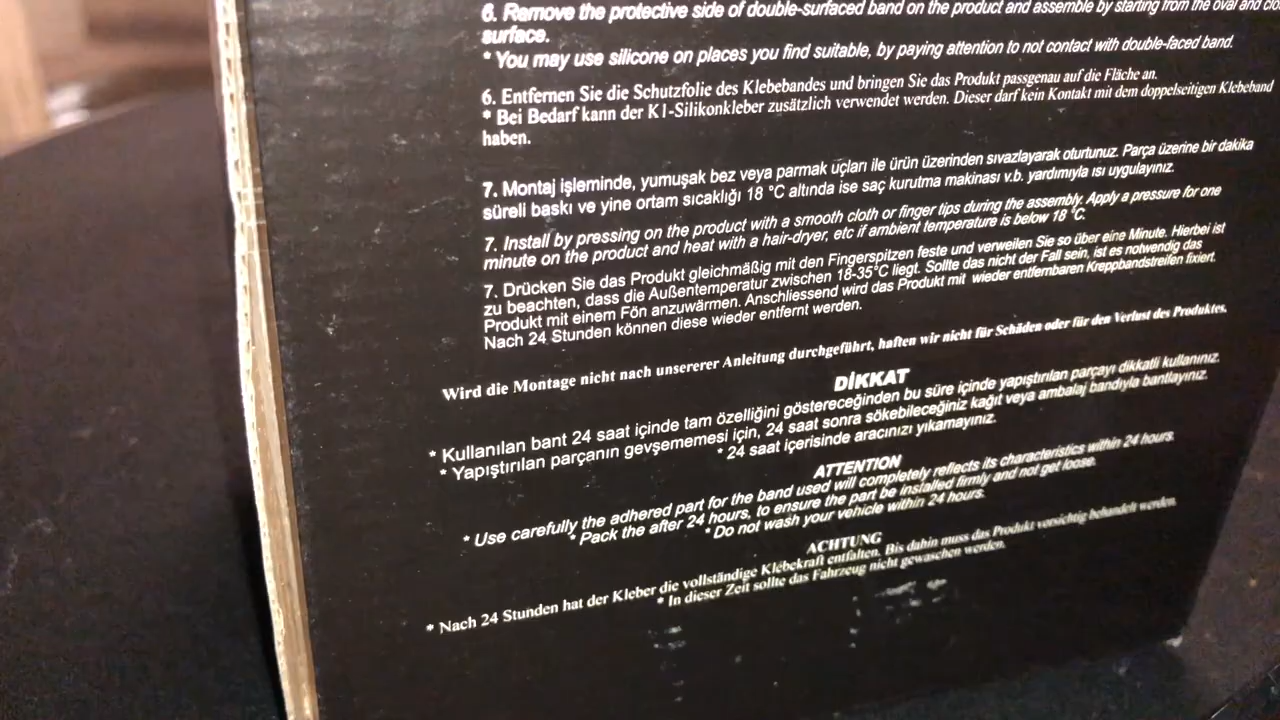 6. Remove the protective side of double-surfaced band on the product and assemble by starting from the oval and
surface.
* You may use silicone on places you find suitable, by paying attention to not contact with double-faced band.
6. Entfernen Sie die Schutzfolie des Klebebandes und bringen Sie das Produkt passgenau auf die Fläche an.
* Bei Bedarf kann der K1-Silikonkleber zusätzlich verwendet werden. Dieser darf kein Kontakt mit dem doppelseitigen Klebeband
haben.
7. Montaj işleminde, yumuşak bez veya parmak uçları ile ürün üzerinden sıvazlayarak oturtunuz. Parça üzerine bir dakika
süreli baskı ve yine ortam sıcaklığı 18 °C altında ise saç kurutma makinası v.b. yardımıyla ısı uygulayınız.
7. Install by pressing on the product with a smooth cloth or finger tips during the assembly. Apply a pressure for one
minute on the product and heat with a hair-dryer, etc if ambient temperature is below 18 °C.
7. Drücken Sie das Produkt gleichmäßig mit den Fingerspitzen feste und verweilen Sie so über eine Minute. Hierbei ist
zu beachten, dass die Außentemperatur zwischen 18-35°C liegt. Sollte das nicht der Fall sein, ist es notwendig das
Produkt mit einem Fön anzuwärmen. Anschliessend wird das Produkt mit wieder entfernbaren Kreppbandstreifen fixiert.
Nach 24 Stunden können diese wieder entfernt werden.
Wird die Montage nicht nach unsererer Anleitung durchgeführt, haften wir nicht für Schäden oder für den Verlust des Produktes.
DİKKAT
* Kullanılan bant 24 saat içinde tam özelliğini göstereceğinden bu süre içinde yapıştırılan parçayı dikkatli kullanınız.
* Yapıştırılan parçanın gevşememesi için, 24 saat sonra sökebileceğiniz kağıt veya ambalaj bandıyla bantlayınız.
* 24 saat içerisinde aracınızı yıkamayınız.
ATTENTION
* Use carefully the adhered part for the band used will completely reflects its characteristics within 24 hours.
* Pack the after 24 hours, to ensure the part be installed firmly and not get loose.
* Do not wash your vehicle within 24 hours.
ACHTUNG
* Nach 24 Stunden hat der Kleber die vollständige Klebekraft entfalten. Bis dahin muss das Produkt vorsichtig behandelt werden.
* In dieser Zeit sollte das Fahrzeug nicht gewaschen werden.